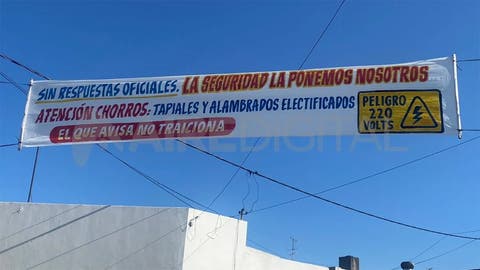 SIN RESPUESTAS OFICIALES. LA SEGURIDAD LA PONEMOS NOSOTROS
ATENCIÓN CHORROS: TAPIALES Y ALAMBRADOS ELECTRIFICADOS
EL QUE AVISA NO TRAICIONA
PELIGRO
220
VOLTS
AIREDIGITAL